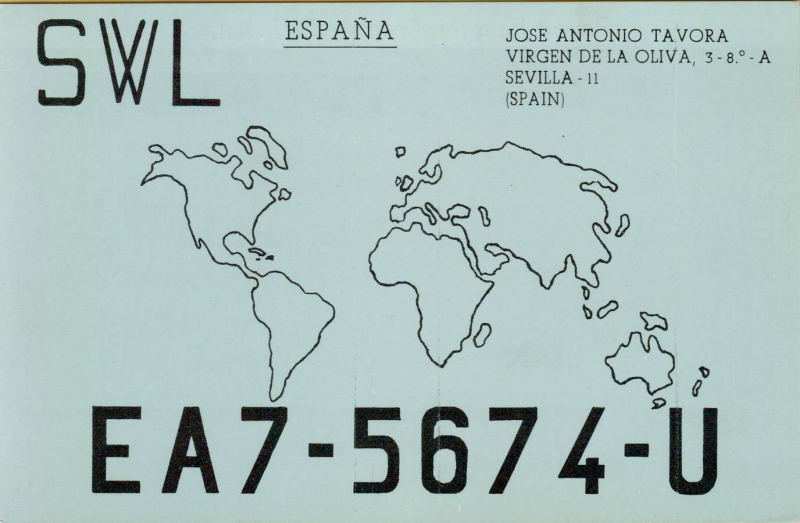 SWL
ESPAÑA
JOSE ANTONIO TAVORA
VIRGEN DE LA OLIVA, 3-8.º-A
SEVILLA-11
(SPAIN)
EA7-5674-U